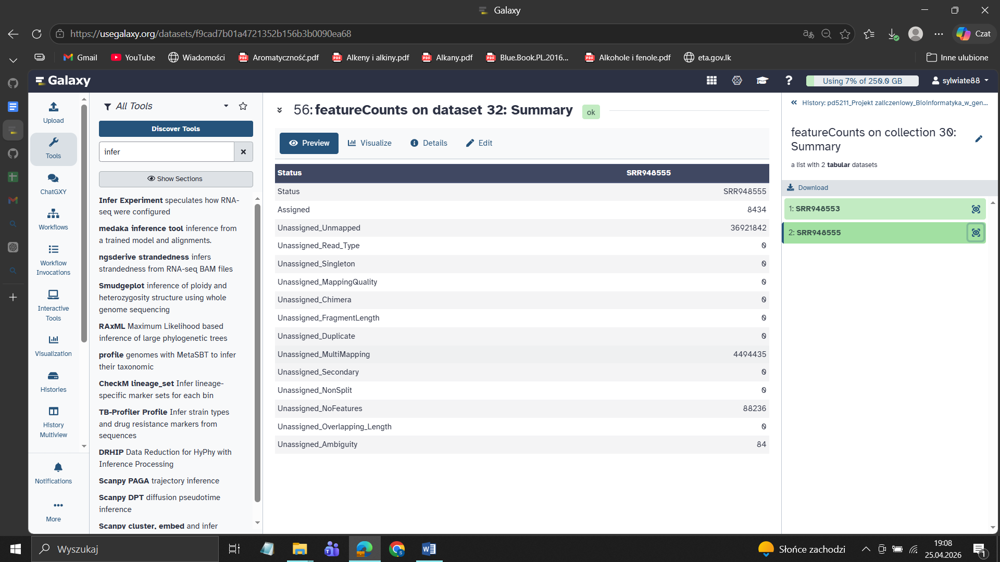 Galaxy
https://usegalaxy.org/datasets/f9cad7b01a4721352b156b3b0090ea68
Czat
Gmail
YouTube
Wiadomości
Aromatyczność.pdf
Alkeny i alkiny.pdf
Alkany.pdf
Blue.Book.PL.2016...
Alkohole i fenole.pdf
eta.gov.lk
Inne ulubione
Galaxy
Using 7% of 250.0 GB
sylwiate88
Upload
Tools
ChatGXY
Workflows
Workflow
Invocations
Interactive
Tools
Visualization
Histories
History
Multiview
Notifications
More
All Tools
Discover Tools
infer
Show Sections
Infer Experiment speculates how RNA-
seq were configured
medaka inference tool inference from
a trained model and alignments.
ngsderive strandedness infers
strandedness from RNA-seq BAM files
Smudgeplot inference of ploidy and
heterozygosity structure using whole
genome sequencing
RAxML Maximum Likelihood based
inference of large phylogenetic trees
profile genomes with MetaSBT to infer
their taxonomic
CheckM lineage_set Infer lineage-
specific marker sets for each bin
TB-Profiler Profile Infer strain types
and drug resistance markers from
sequences
DRHIP Data Reduction for HyPhy with
Inference Processing
Scanpy PAGA trajectory inference
Scanpy DPT diffusion pseudotime
inference
Scanpy cluster, embed and infer
56: featureCounts on dataset 32: Summary ok
Preview
Visualize
Details
Edit
Status SRR948555
Status SRR948555
Assigned 8434
Unassigned_Unmapped 36921842
Unassigned_Read_Type 0
Unassigned_Singleton 0
Unassigned_MappingQuality 0
Unassigned_Chimera 0
Unassigned_FragmentLength 0
Unassigned_Duplicate 0
Unassigned_MultiMapping 4494435
Unassigned_Secondary 0
Unassigned_NonSplit 0
Unassigned_NoFeatures 88236
Unassigned_Overlapping_Length 0
Unassigned_Ambiguity 84
History: pd5211_Projekt zaliczeniowy_Bioinformatyka_w_gen...
featureCounts on collection 30:
Summary
a list with 2 tabular datasets
Download
1: SRR948553
2: SRR948555
Wyszukaj
Słońce zachodzi
19:08
25.04.2026
1